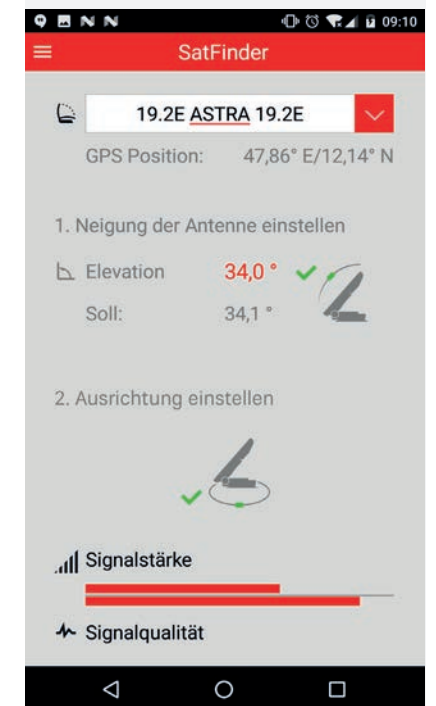 09:10
SatFinder
19.2E ASTRA 19.2E
GPS Position: 47,86° E/12,14° N
1. Neigung der Antenne einstellen
Elevation 34,0 °
Soll: 34,1 °
2. Ausrichtung einstellen
Signalstärke
Signalqualität